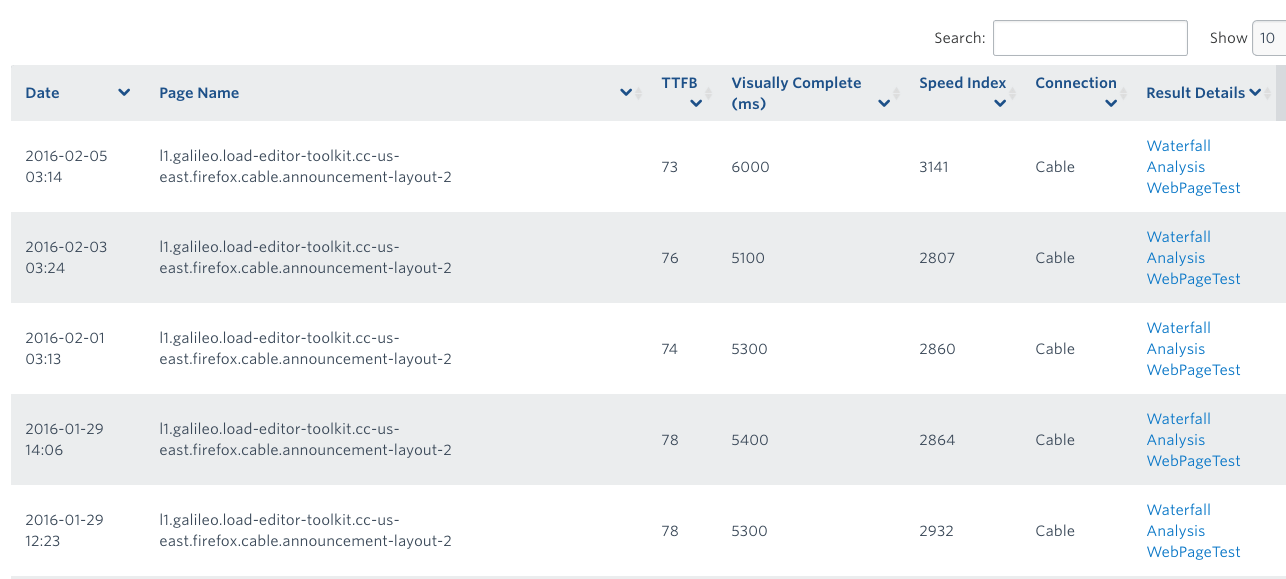 Search: Show 10
Date Page Name TTFB Visually Complete (ms) Speed Index Connection Result Details
2016-02-05 03:14 l1.galileo.load-editor-toolkit.cc-us-east.firefox.cable.announcement-layout-2 73 6000 3141 Cable Waterfall Analysis WebPageTest
2016-02-03 03:24 l1.galileo.load-editor-toolkit.cc-us-east.firefox.cable.announcement-layout-2 76 5100 2807 Cable Waterfall Analysis WebPageTest
2016-02-01 03:13 l1.galileo.load-editor-toolkit.cc-us-east.firefox.cable.announcement-layout-2 74 5300 2860 Cable Waterfall Analysis WebPageTest
2016-01-29 14:06 l1.galileo.load-editor-toolkit.cc-us-east.firefox.cable.announcement-layout-2 78 5400 2864 Cable Waterfall Analysis WebPageTest
2016-01-29 12:23 l1.galileo.load-editor-toolkit.cc-us-east.firefox.cable.announcement-layout-2 78 5300 2932 Cable Waterfall Analysis WebPageTest